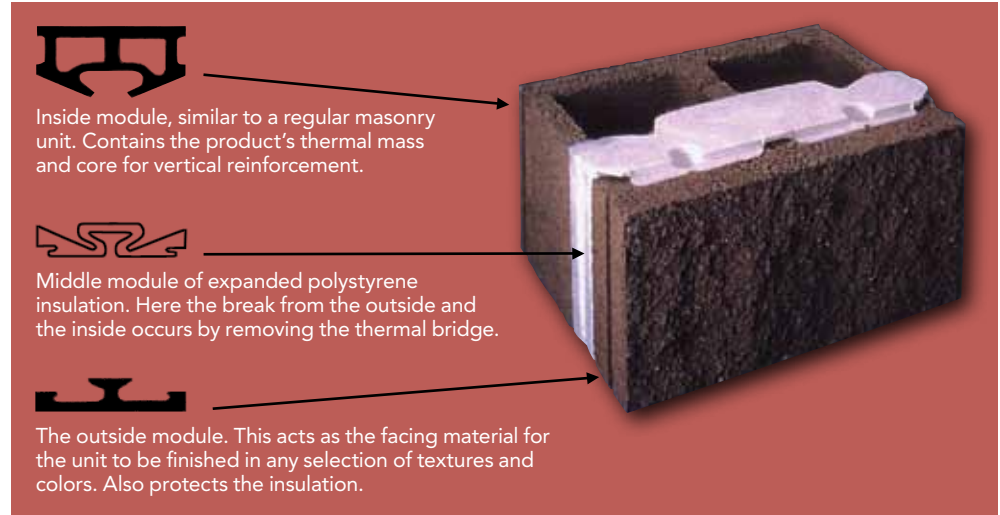 Inside module, similar to a regular masonry
unit. Contains the product’s thermal mass
and core for vertical reinforcement.
Middle module of expanded polystyrene
insulation. Here the break from the outside and
the inside occurs by removing the thermal bridge.
The outside module. This acts as the facing material for
the unit to be finished in any selection of textures and
colors. Also protects the insulation.